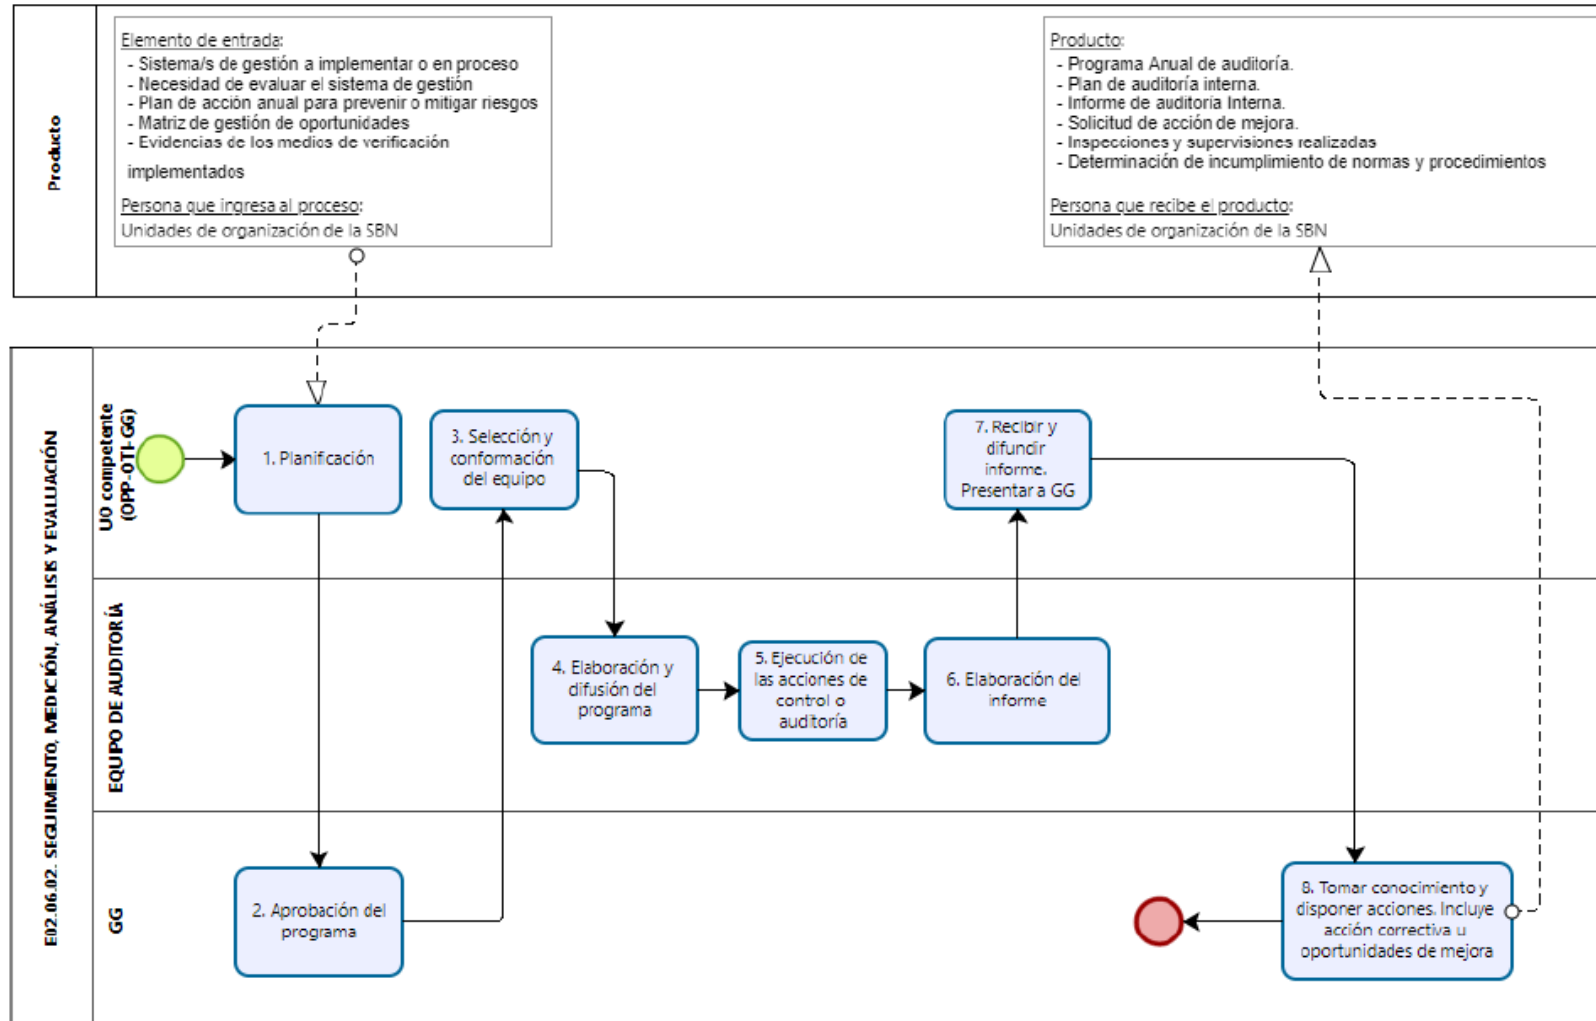 Producto
Elemento de entrada:
- Sistema/s de gestión a implementar o en proceso
- Necesidad de evaluar el sistema de gestión
- Plan de acción anual para prevenir o mitigar riesgos
- Matriz de gestión de oportunidades
- Evidencias de los medios de verificación
implementados
Persona que ingresa al proceso:
Unidades de organización de la SBN
Producto:
- Programa Anual de auditoría.
- Plan de auditoría interna.
- Informe de auditoría Interna.
- Solicitud de acción de mejora.
- Inspecciones y supervisiones realizadas
- Determinación de incumplimiento de normas y procedimientos
Persona que recibe el producto:
Unidades de organización de la SBN
E02.06.02. SEGUIMIENTO, MEDICIÓN, ANÁLISIS Y EVALUACIÓN
UO competente
(OPP-OTI-GG)
1. Planificación
3. Selección y
conformación
del equipo
7. Recibir y
difundir
informe.
Presentar a GG
EQUIPO DE AUDITORÍA
4. Elaboración y
difusión del
programa
5. Ejecución de
las acciones de
control o
auditoría
6. Elaboración del
informe
GG
2. Aprobación del
programa
8. Tomar conocimiento y
disponer acciones. Incluye
acción correctiva u
oportunidades de mejora